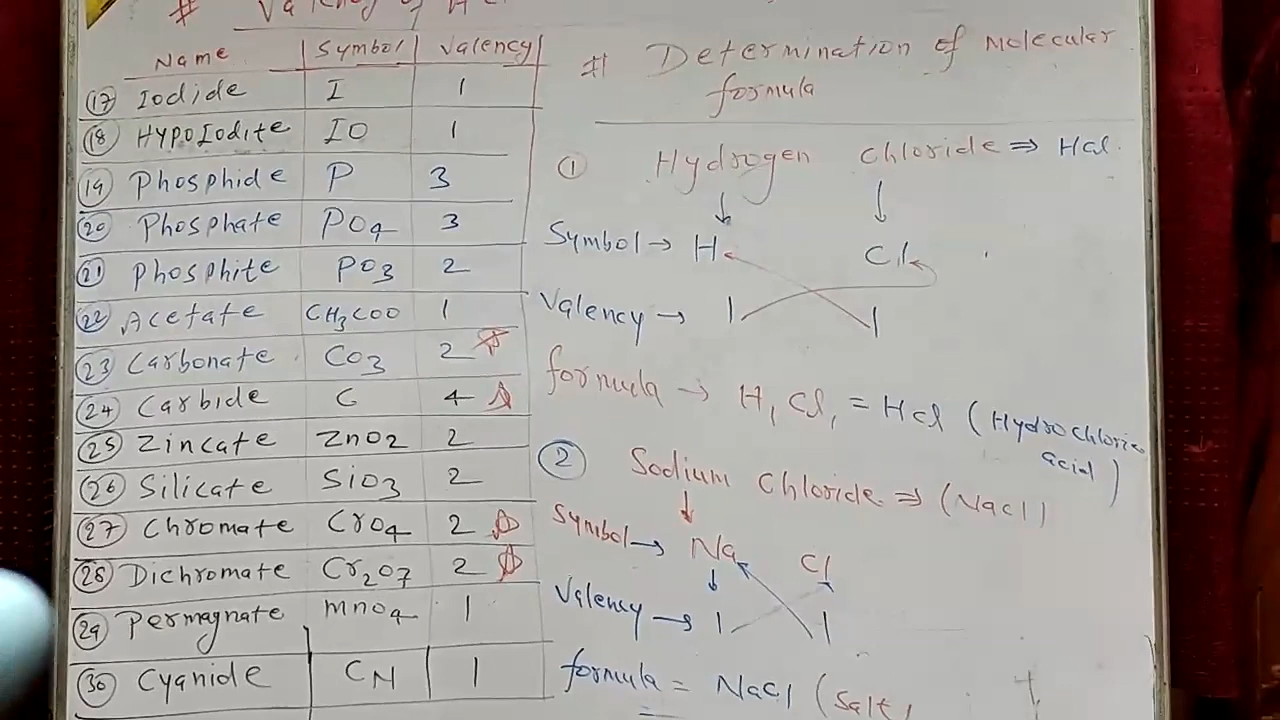 # Valency of
Name Symbol Valency
(17) Iodide I 1
(18) HypoIodite IO 1
(19) Phosphide P 3
(20) Phosphate PO4 3
(21) Phosphite PO3 2
(22) Acetate CH3COO 1
(23) Carbonate CO3 2
(24) Carbide C 4
(25) Zincate ZnO2 2
(26) Silicate SiO3 2
(27) Chromate CrO4 2
(28) Dichromate Cr2O7 2
(29) Permagnate mnO4 1
(30) Cyanide CN 1
# Determination of Molecular
formula
(1) Hydrogen chloride ⇒ Hcl.
Symbol → H Cl
Valency → 1 1
formula → H1 Cl1 = Hcl (Hydrochloric
acid)
(2) Sodium Chloride ⇒ (Nacl)
Symbol → Na Cl
Valency → 1 1
formula = Nacl (Salt)